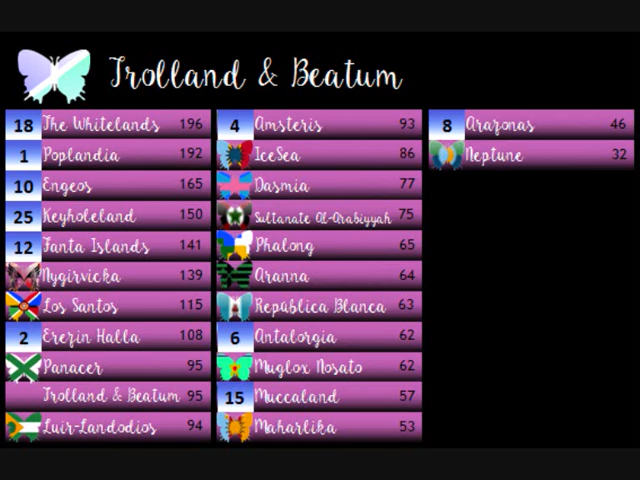 Trolland & Beatum
18 The Whitelands 196
1 Poplandia 192
10 Engeos 165
25 Keyholeland 150
12 Fanta Islands 141
Nygirvicka 139
Los Santos 115
2 Erezin Halla 108
Panacer 95
Trolland & Beatum 95
Luir-Landodios 94
4 Amsteris 93
IceSea 86
Dasmia 77
Sultanate Al-Arabiyyah 75
Phalong 65
Aranna 64
República Blanca 63
6 Antalorgia 62
Muglox Nosato 62
15 Muccaland 57
Maharlika 53
8 Arazonas 46
Neptune 32